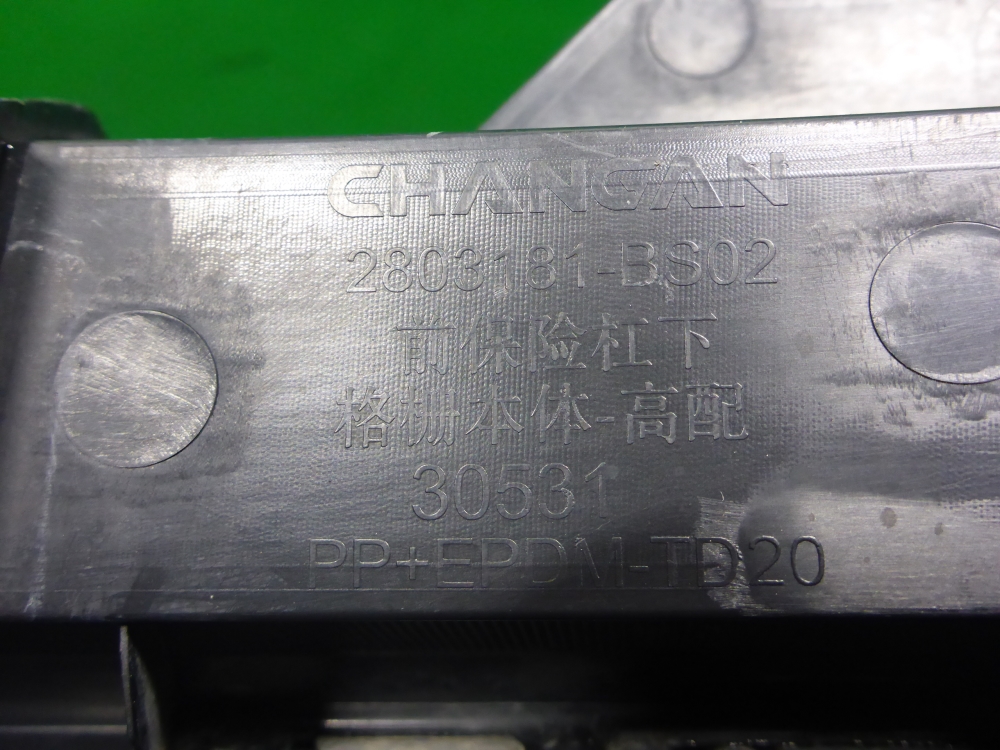 CHANGAN
2803181-BS02
前保险杠下
格栅本体-高配
30531
PP+EPDM-TD20